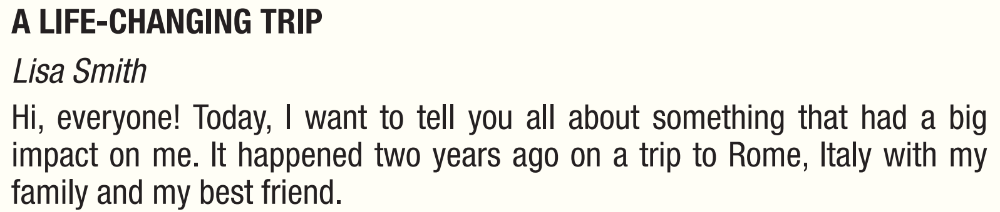 A LIFE-CHANGING TRIP
Lisa Smith
Hi, everyone! Today, I want to tell you all about something that had a big
impact on me. It happened two years ago on a trip to Rome, Italy with my
family and my best friend.